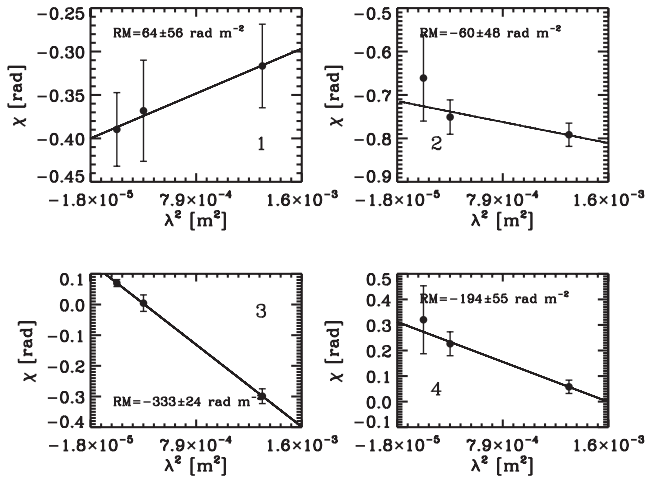 −0.25
−0.30
−0.35
−0.40
−0.45
χ [rad]
RM=64±56 rad m⁻²
1
−1.8×10⁻⁵ 7.9×10⁻⁴ 1.6×10⁻³
λ² [m²]
−0.5
−0.6
−0.7
−0.8
−0.9
χ [rad]
RM=−60±48 rad m⁻²
2
−1.8×10⁻⁵ 7.9×10⁻⁴ 1.6×10⁻³
λ² [m²]
0.1
0.0
−0.1
−0.2
−0.3
−0.4
χ [rad]
3
RM=−333±24 rad m⁻²
−1.8×10⁻⁵ 7.9×10⁻⁴ 1.6×10⁻³
λ² [m²]
0.5
0.4
0.3
0.2
0.1
0.0
−0.1
χ [rad]
RM=−194±55 rad m⁻²
4
−1.8×10⁻⁵ 7.9×10⁻⁴ 1.6×10⁻³
λ² [m²]